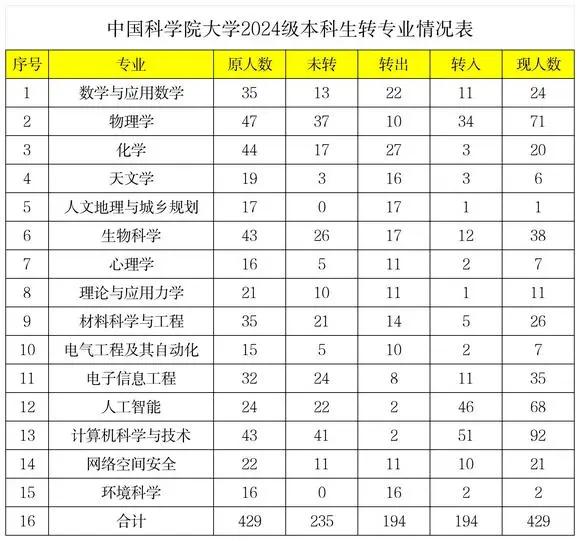 中国科学院大学2024级本科生转专业情况表
序号 专业 原人数 未转 转出 转入 现人数
1 数学与应用数学 35 13 22 11 24
2 物理学 47 37 10 34 71
3 化学 44 17 27 3 20
4 天文学 19 3 16 3 6
5 人文地理与城乡规划 17 0 17 1 1
6 生物科学 43 26 17 12 38
7 心理学 16 5 11 2 7
8 理论与应用力学 21 10 11 1 11
9 材料科学与工程 35 21 14 5 26
10 电气工程及其自动化 15 5 10 2 7
11 电子信息工程 32 24 8 11 35
12 人工智能 24 22 2 46 68
13 计算机科学与技术 43 41 2 51 92
14 网络空间安全 22 11 11 10 21
15 环境科学 16 0 16 2 2
16 合计 429 235 194 194 429